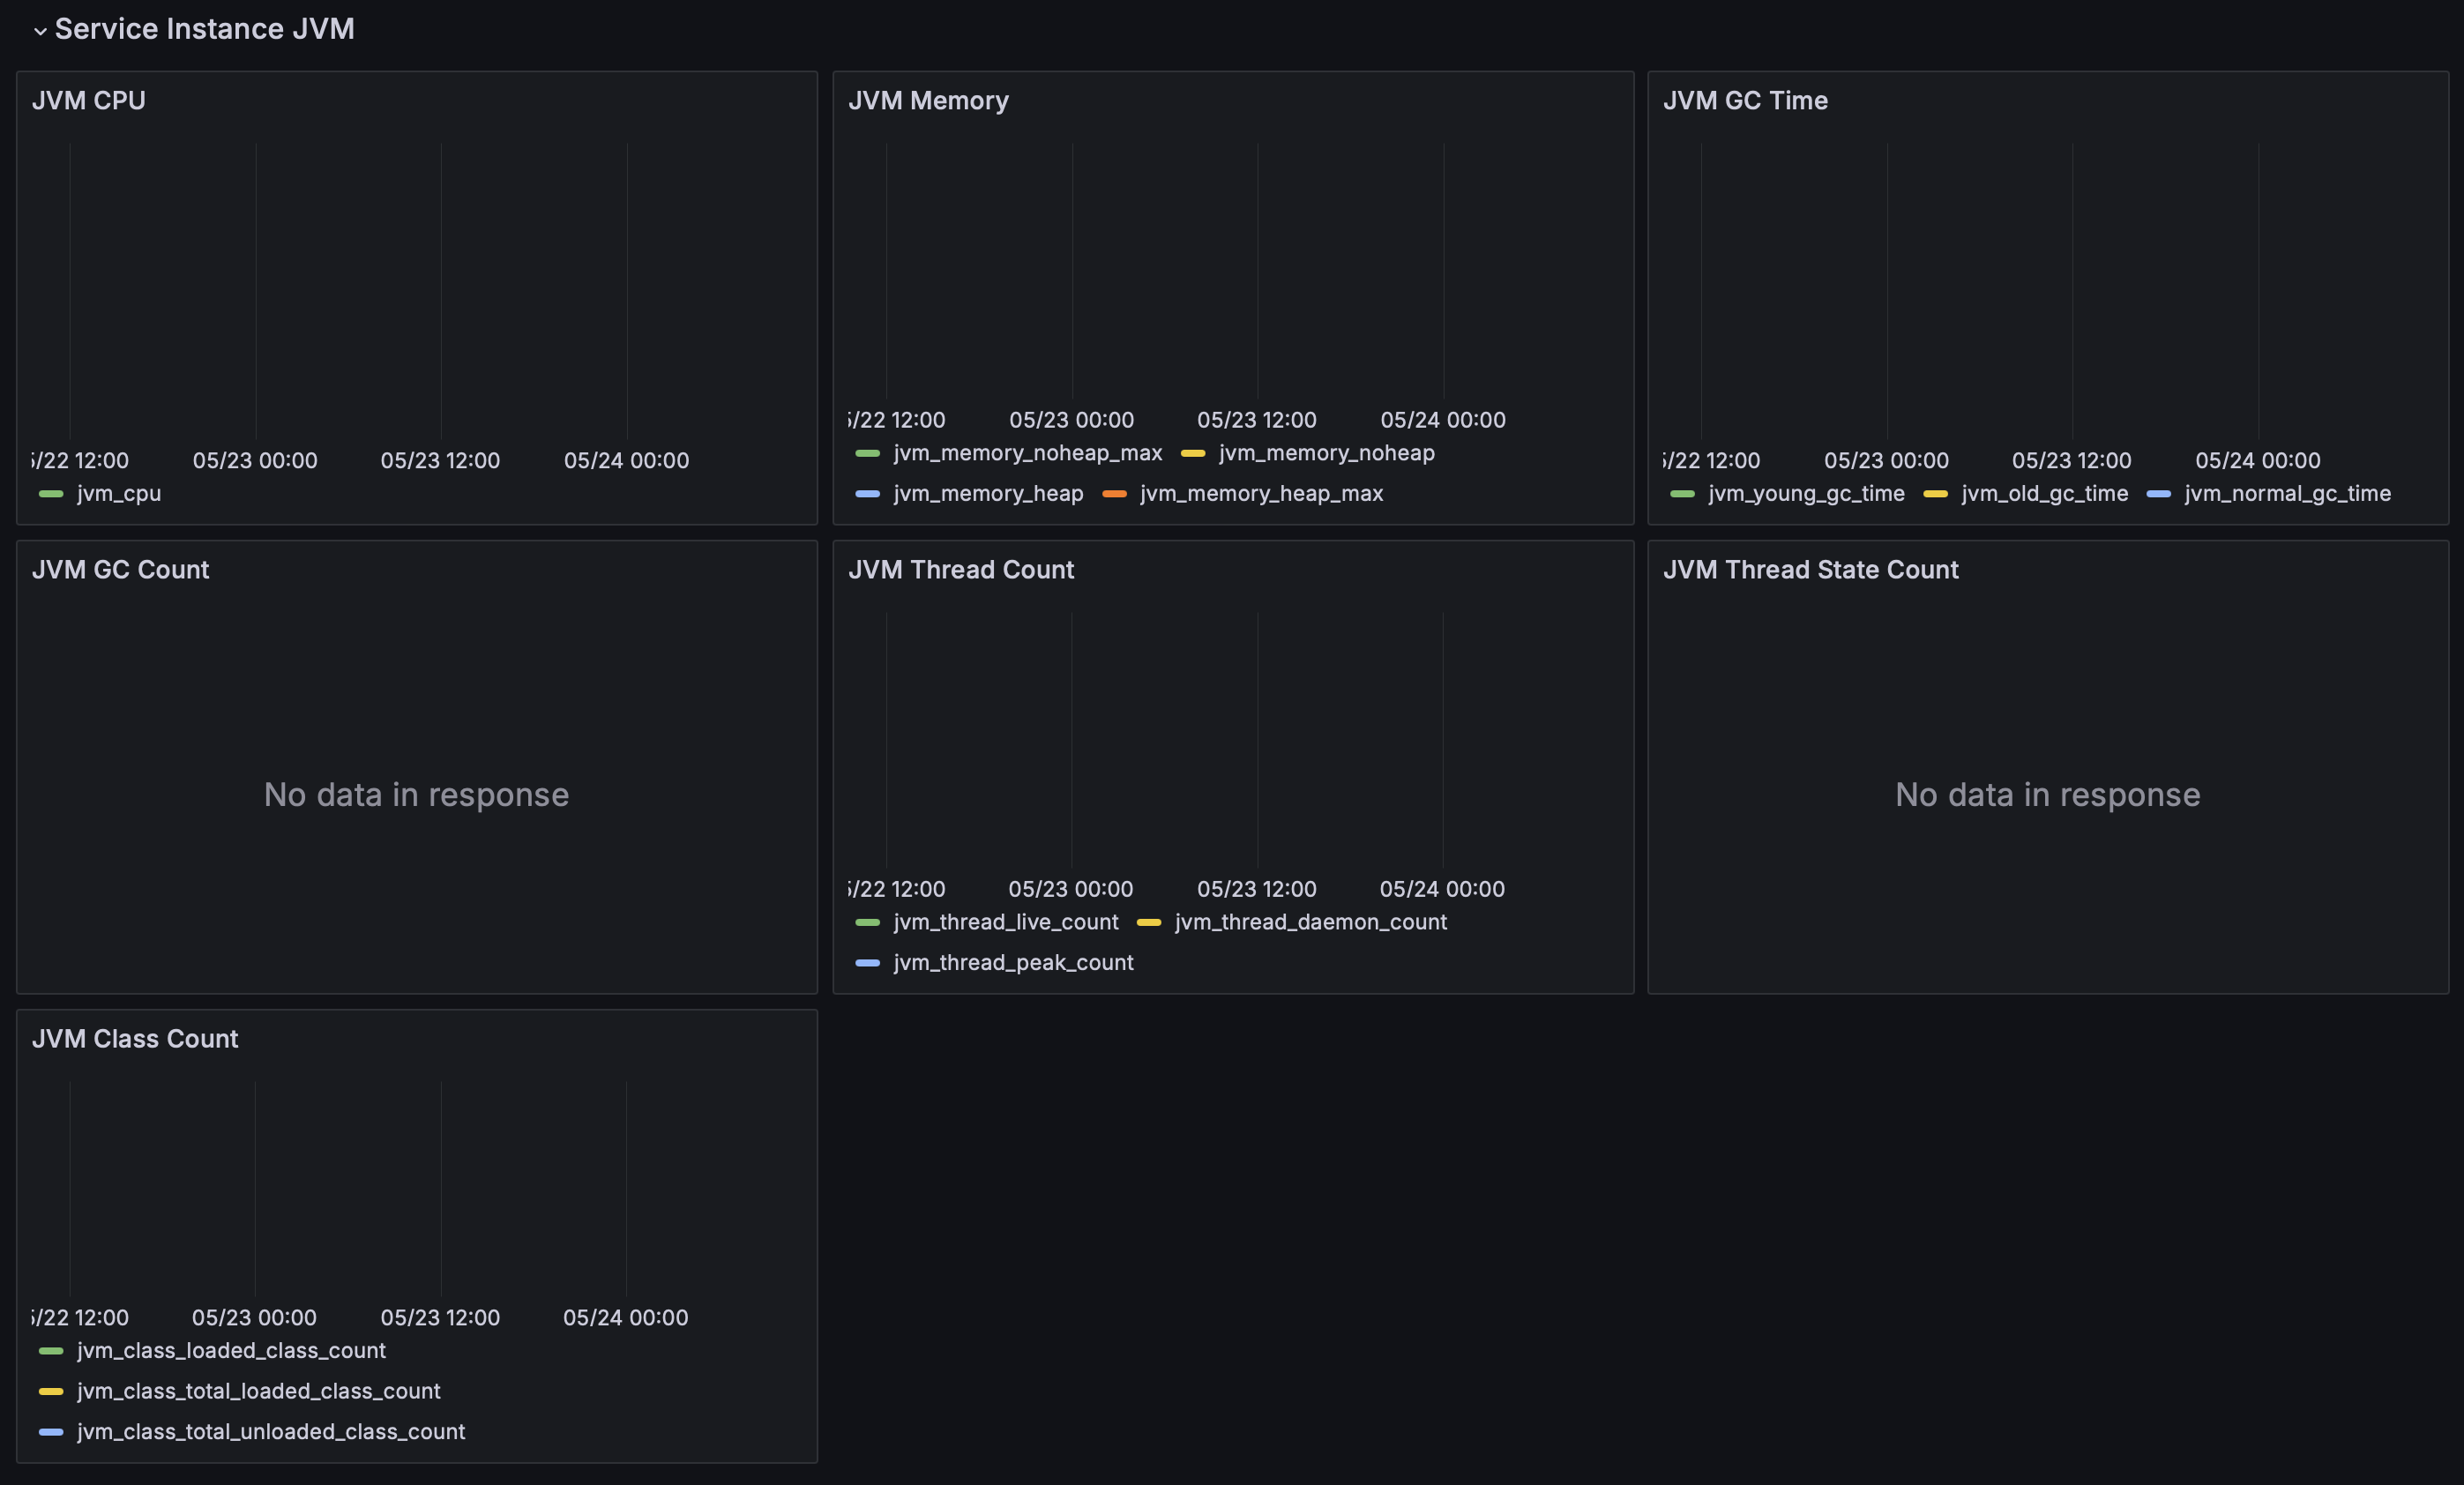 Service Instance JVM
JVM CPU
/22 12:00 05/23 00:00 05/23 12:00 05/24 00:00
jvm_cpu
JVM Memory
/22 12:00 05/23 00:00 05/23 12:00 05/24 00:00
jvm_memory_noheap_max jvm_memory_noheap
jvm_memory_heap jvm_memory_heap_max
JVM GC Time
/22 12:00 05/23 00:00 05/23 12:00 05/24 00:00
jvm_young_gc_time jvm_old_gc_time jvm_normal_gc_time
JVM GC Count
No data in response
JVM Thread Count
/22 12:00 05/23 00:00 05/23 12:00 05/24 00:00
jvm_thread_live_count jvm_thread_daemon_count
jvm_thread_peak_count
JVM Thread State Count
No data in response
JVM Class Count
/22 12:00 05/23 00:00 05/23 12:00 05/24 00:00
jvm_class_loaded_class_count
jvm_class_total_loaded_class_count
jvm_class_total_unloaded_class_count